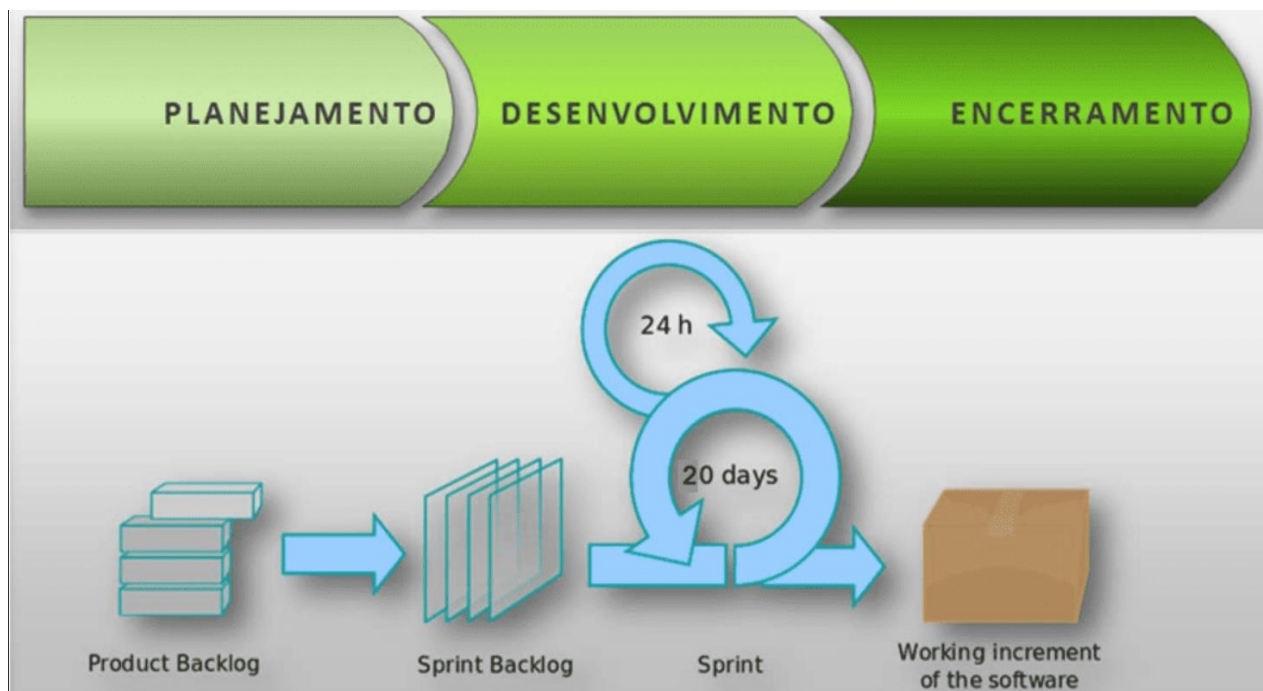 PLANEJAMENTO
DESENVOLVIMENTO
ENCERRAMENTO
24 h
20 days
Product Backlog
Sprint Backlog
Sprint
Working increment
of the software